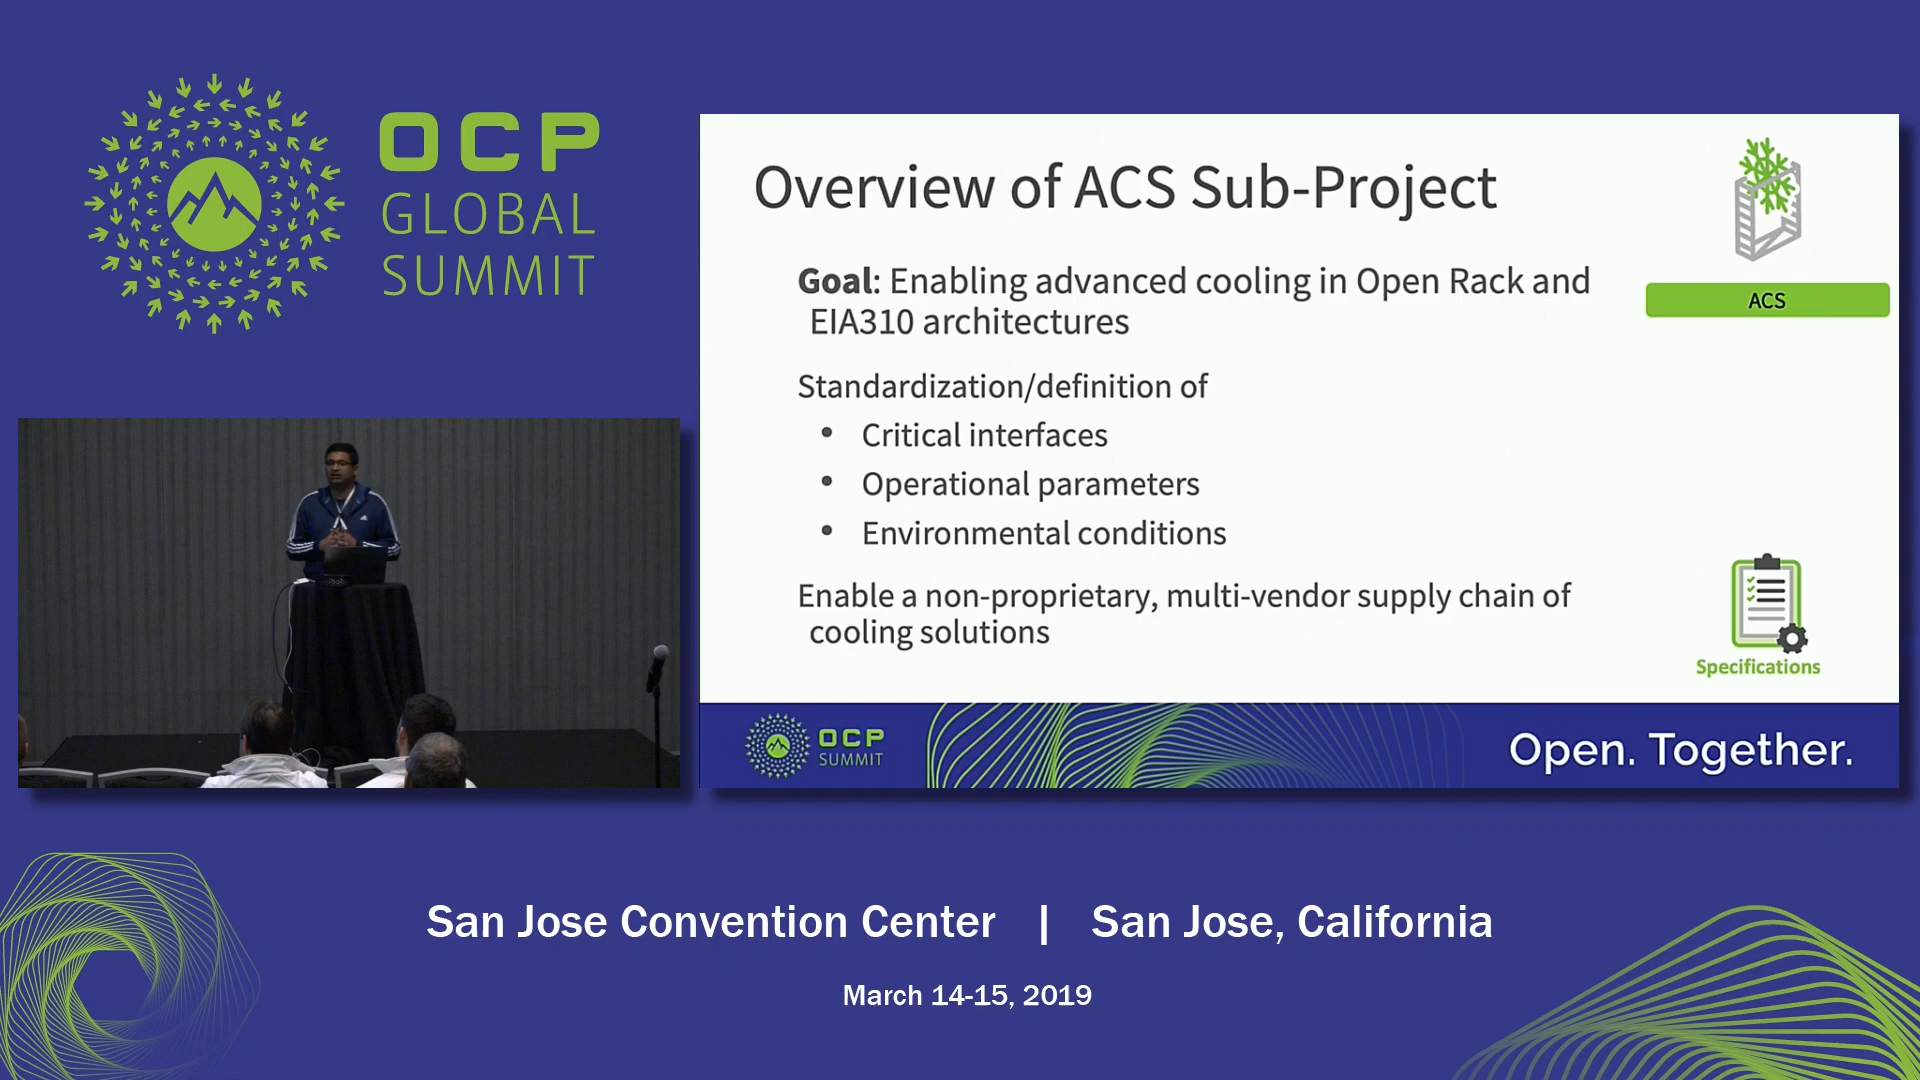 OCP
GLOBAL
SUMMIT
Overview of ACS Sub-Project
ACS
Goal: Enabling advanced cooling in Open Rack and
EIA310 architectures
Standardization/definition of
• Critical interfaces
• Operational parameters
• Environmental conditions
Enable a non-proprietary, multi-vendor supply chain of
cooling solutions
Specifications
OCP
SUMMIT
Open. Together.
San Jose Convention Center | San Jose, California
March 14-15, 2019